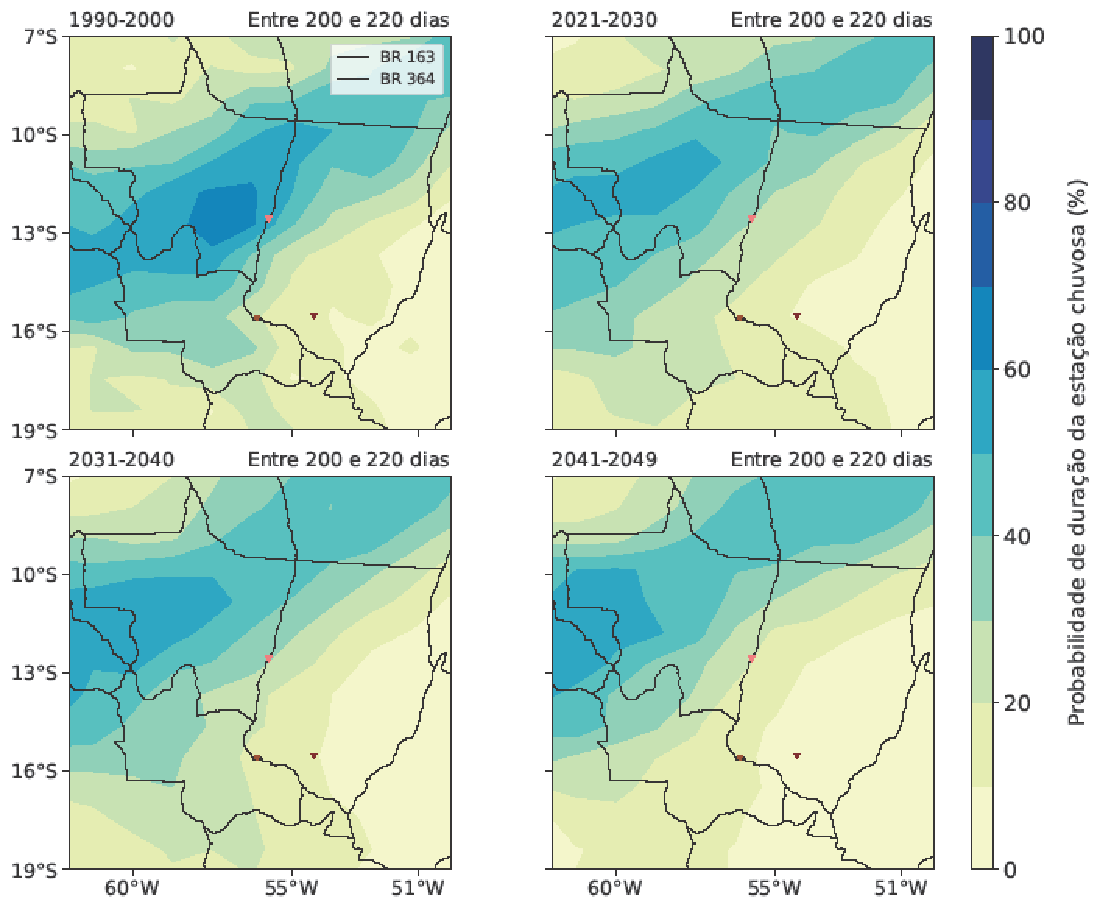 1990-2000 Entre 200 e 220 dias
7°S
10°S
13°S
16°S
19°S
BR 163
BR 364
2021-2030 Entre 200 e 220 dias
2031-2040 Entre 200 e 220 dias
7°S
10°S
13°S
16°S
19°S
60°W 55°W 51°W
2041-2049 Entre 200 e 220 dias
60°W 55°W 51°W
100
80
60
40
20
0
Probabilidade de duração da estação chuvosa (%)